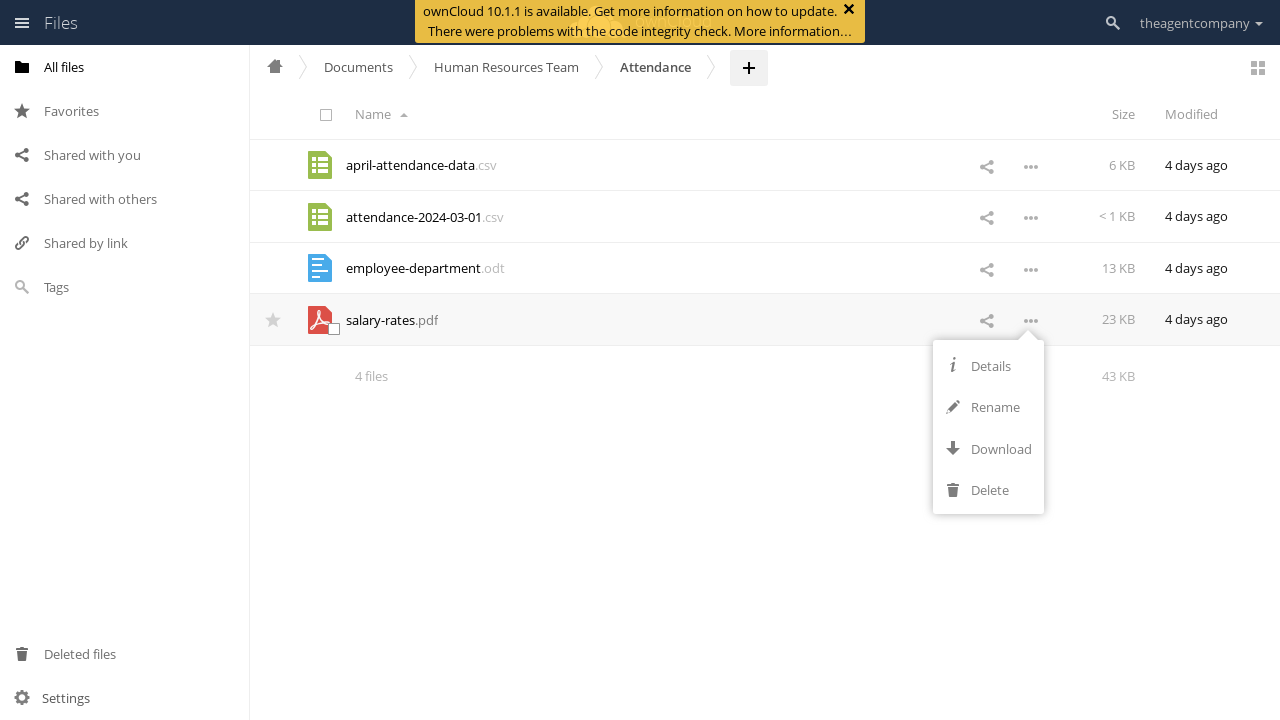 Files
ownCloud 10.1.1 is available. Get more information on how to update.
There were problems with the code integrity check. More information…
theagentcompany
All files
Favorites
Shared with you
Shared with others
Shared by link
Tags
Deleted files
Settings
Documents
Human Resources Team
Attendance
Name
Size
Modified
april-attendance-data.csv
6 KB
4 days ago
attendance-2024-03-01.csv
< 1 KB
4 days ago
employee-department.odt
13 KB
4 days ago
salary-rates.pdf
23 KB
4 days ago
4 files
43 KB
Details
Rename
Download
Delete